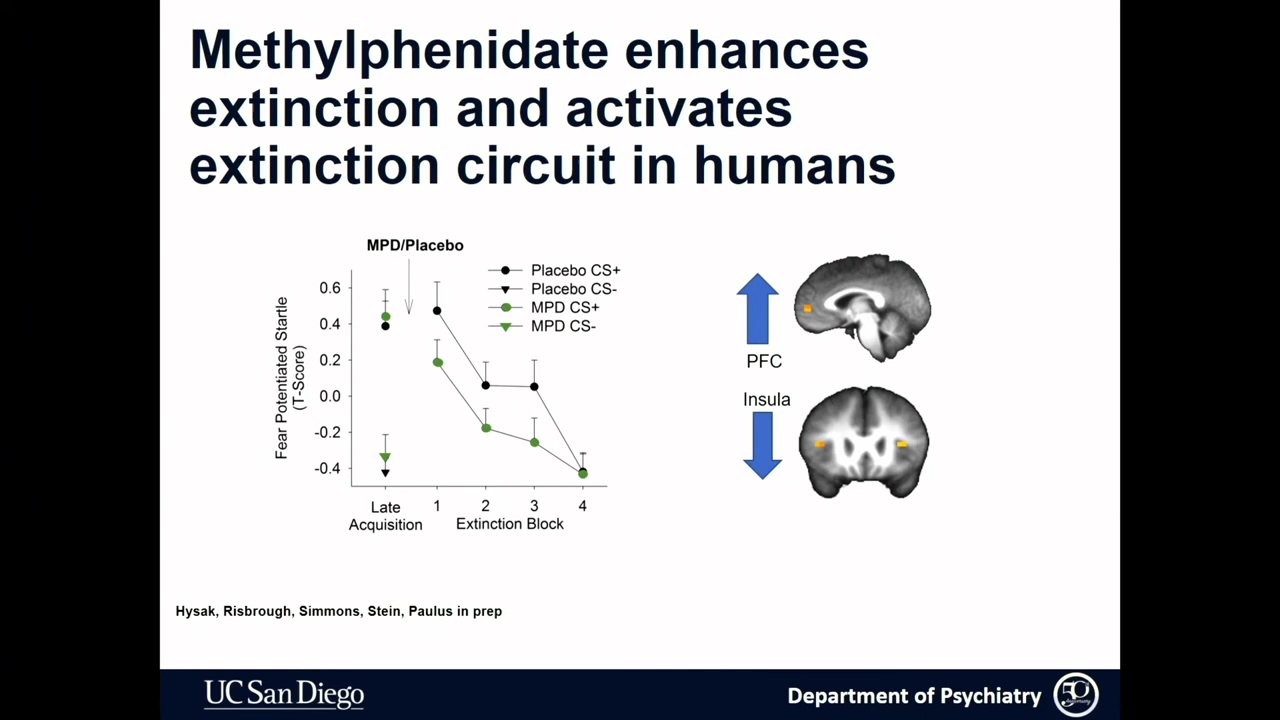 Methylphenidate enhances
extinction and activates
extinction circuit in humans
MPD/Placebo
Placebo CS+
Placebo CS-
MPD CS+
MPD CS-
Fear Potentiated Startle
(T-Score)
0.6
0.4
0.2
0.0
-0.2
-0.4
Late
Acquisition
1
2
3
4
Extinction Block
PFC
Insula
Hysak, Risbrough, Simmons, Stein, Paulus in prep
UC San Diego
Department of Psychiatry
50